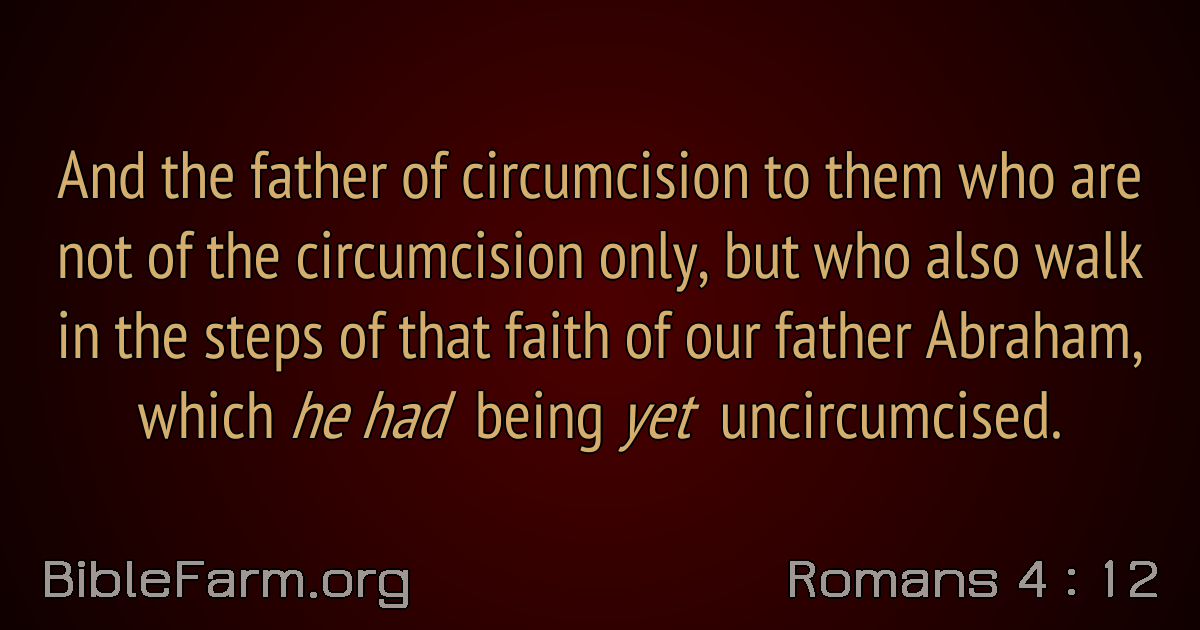 And the father of circumcision to them who are
not of the circumcision only, but who also walk
in the steps of that faith of our father Abraham,
which he had being yet uncircumcised.
BibleFarm.org
Romans 4 : 12